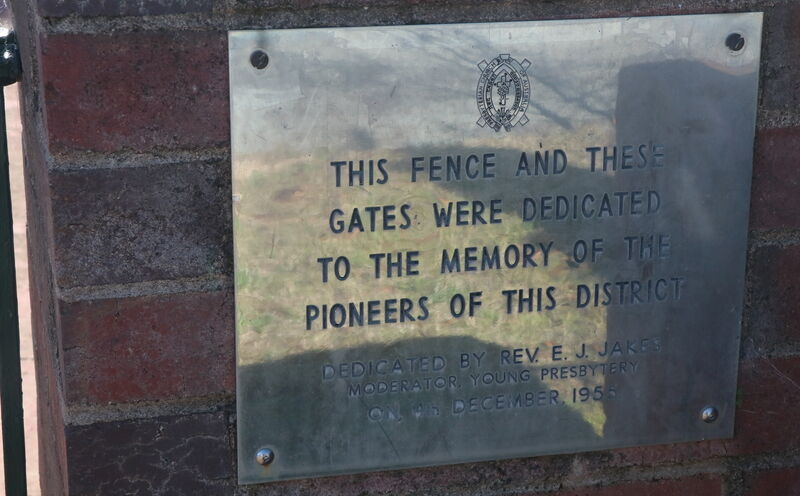 THIS FENCE AND THESE
GATES WERE DEDICATED
TO THE MEMORY OF THE
PIONEERS OF THIS DISTRICT
DEDICATED BY REV. E. J. JAKES
MODERATOR, YOUNG PRESBYTERY
ON, 4th DECEMBER, 1955